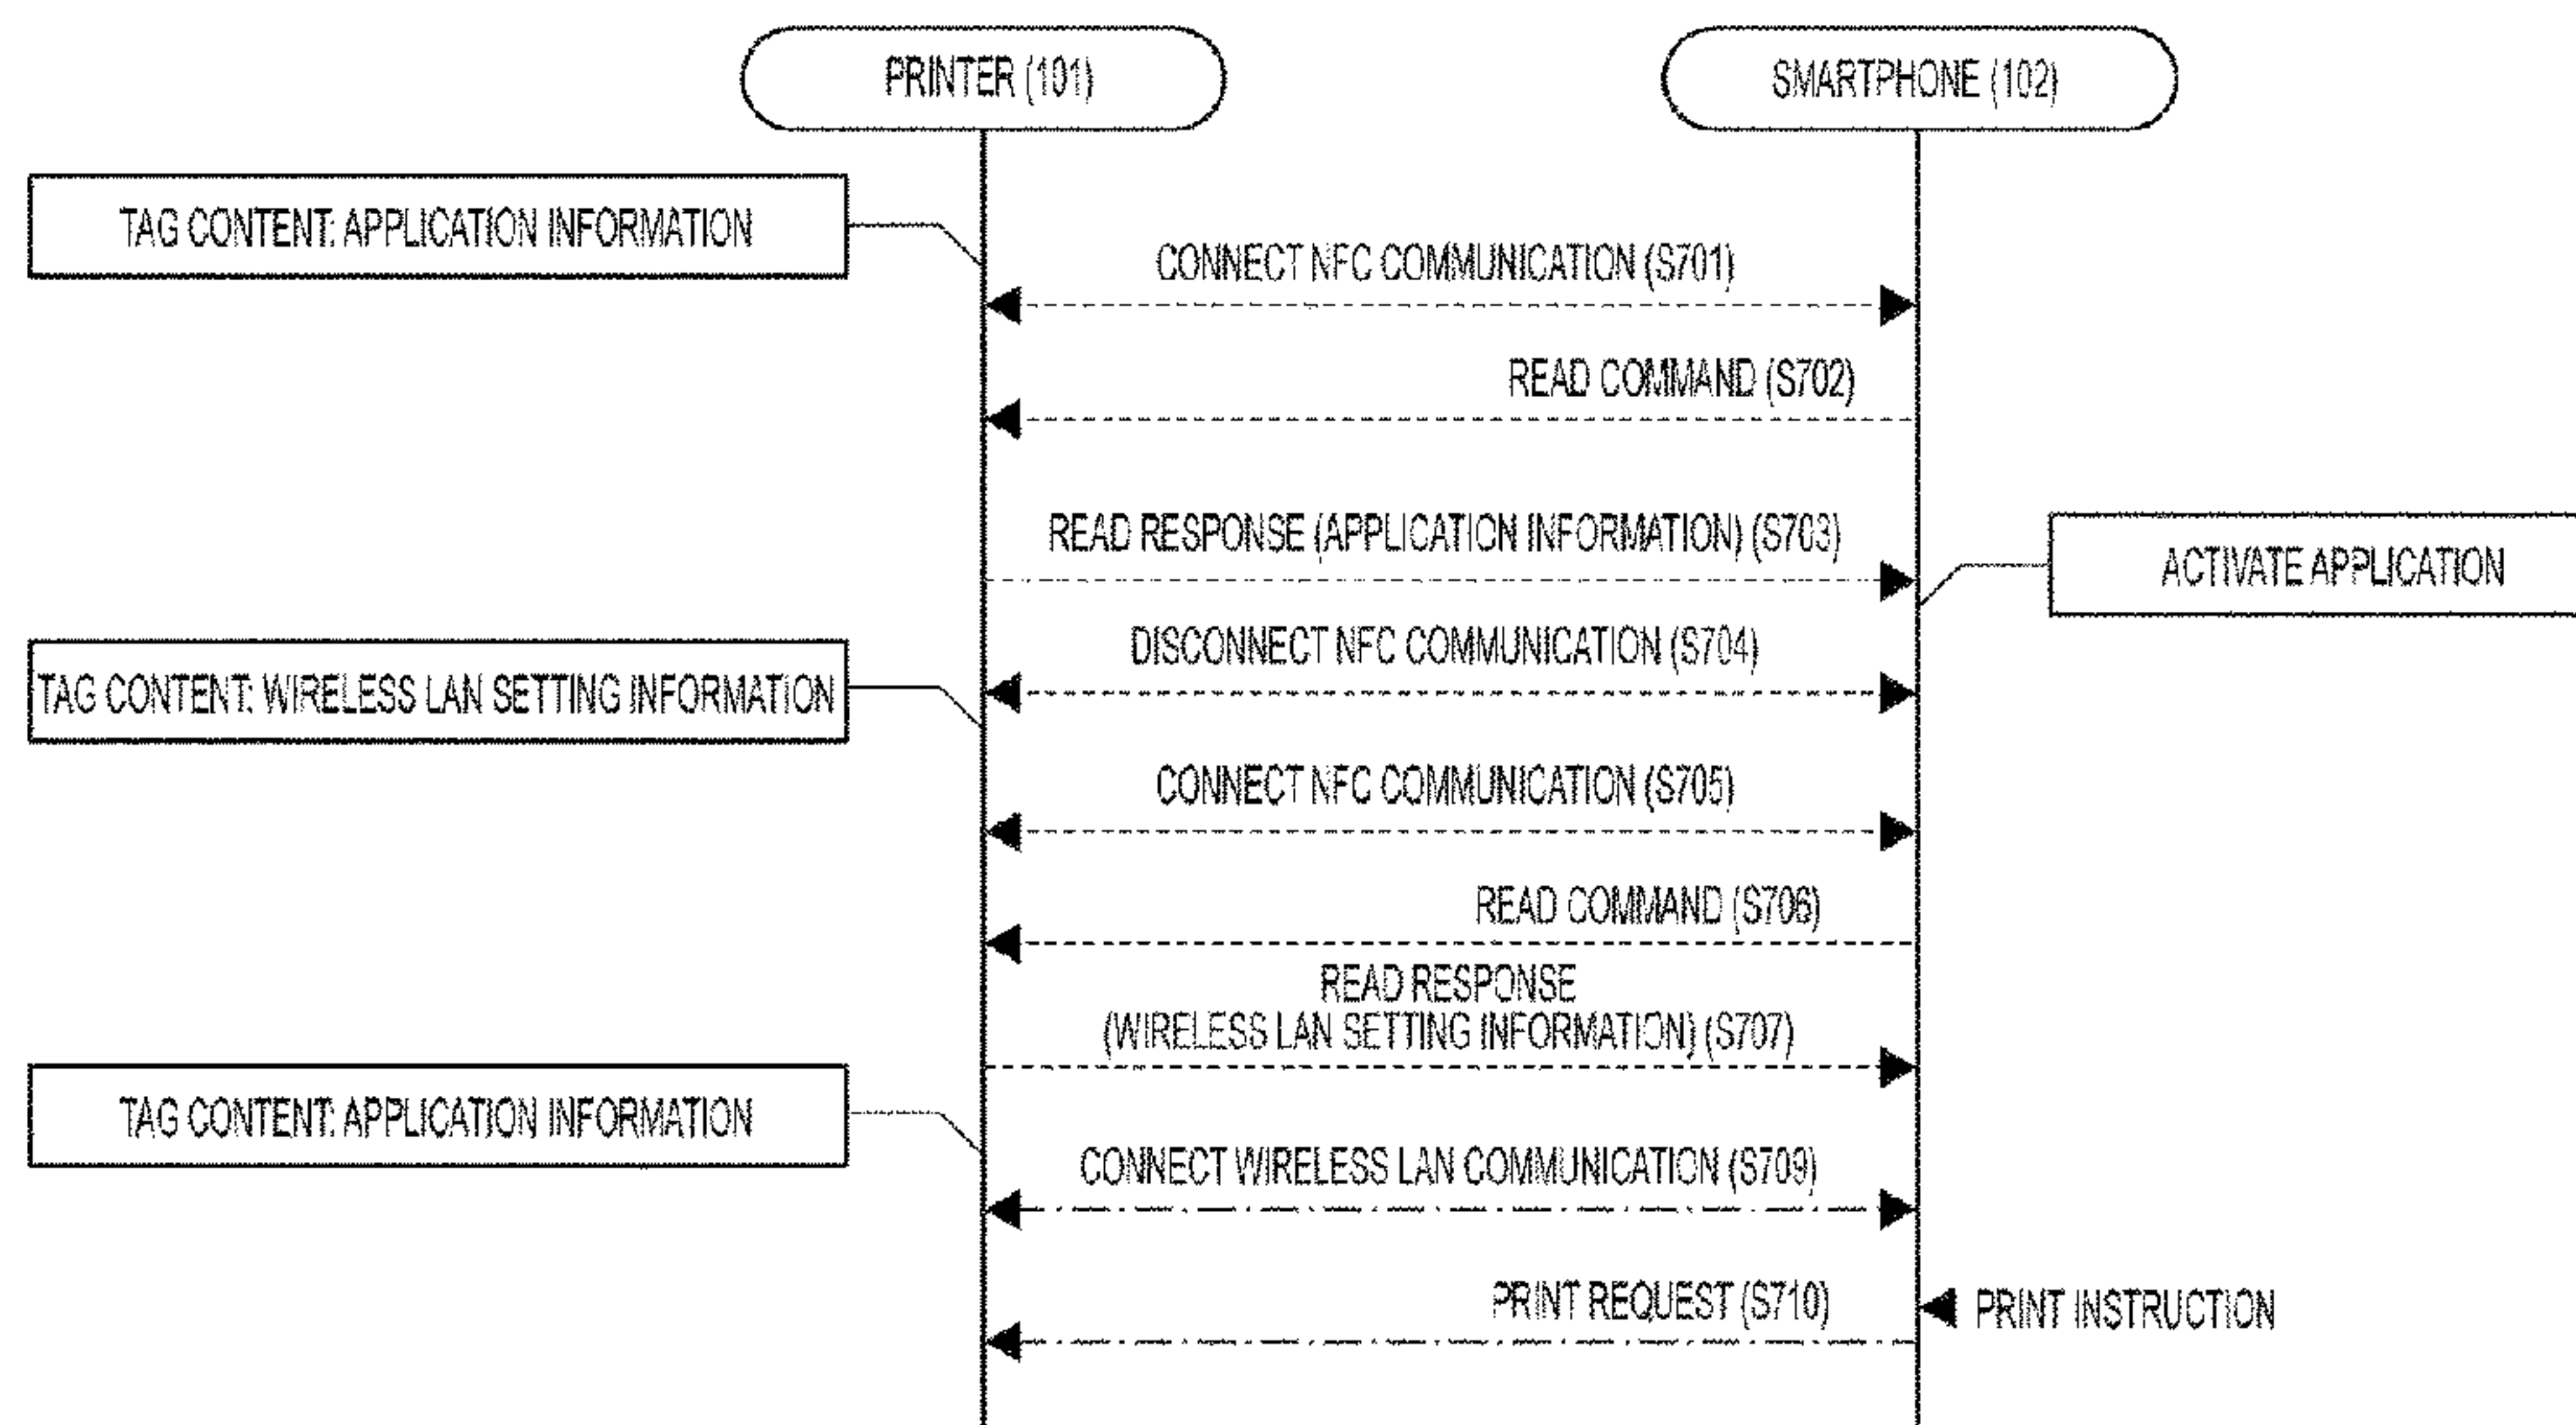 PRINTER (101)
SMARTPHONE (102)
TAG CONTENT: APPLICATION INFORMATION
CONNECT NFC COMMUNICATION (S701)
READ COMMAND (S702)
READ RESPONSE (APPLICATION INFORMATION) (S703)
ACTIVATE APPLICATION
DISCONNECT NFC COMMUNICATION (S704)
TAG CONTENT: WIRELESS LAN SETTING INFORMATION
CONNECT NFC COMMUNICATION (S705)
READ COMMAND (S706)
READ RESPONSE
(WIRELESS LAN SETTING INFORMATION) (S707)
TAG CONTENT: APPLICATION INFORMATION
CONNECT WIRELESS LAN COMMUNICATION (S709)
PRINT REQUEST (S710)
PRINT INSTRUCTION